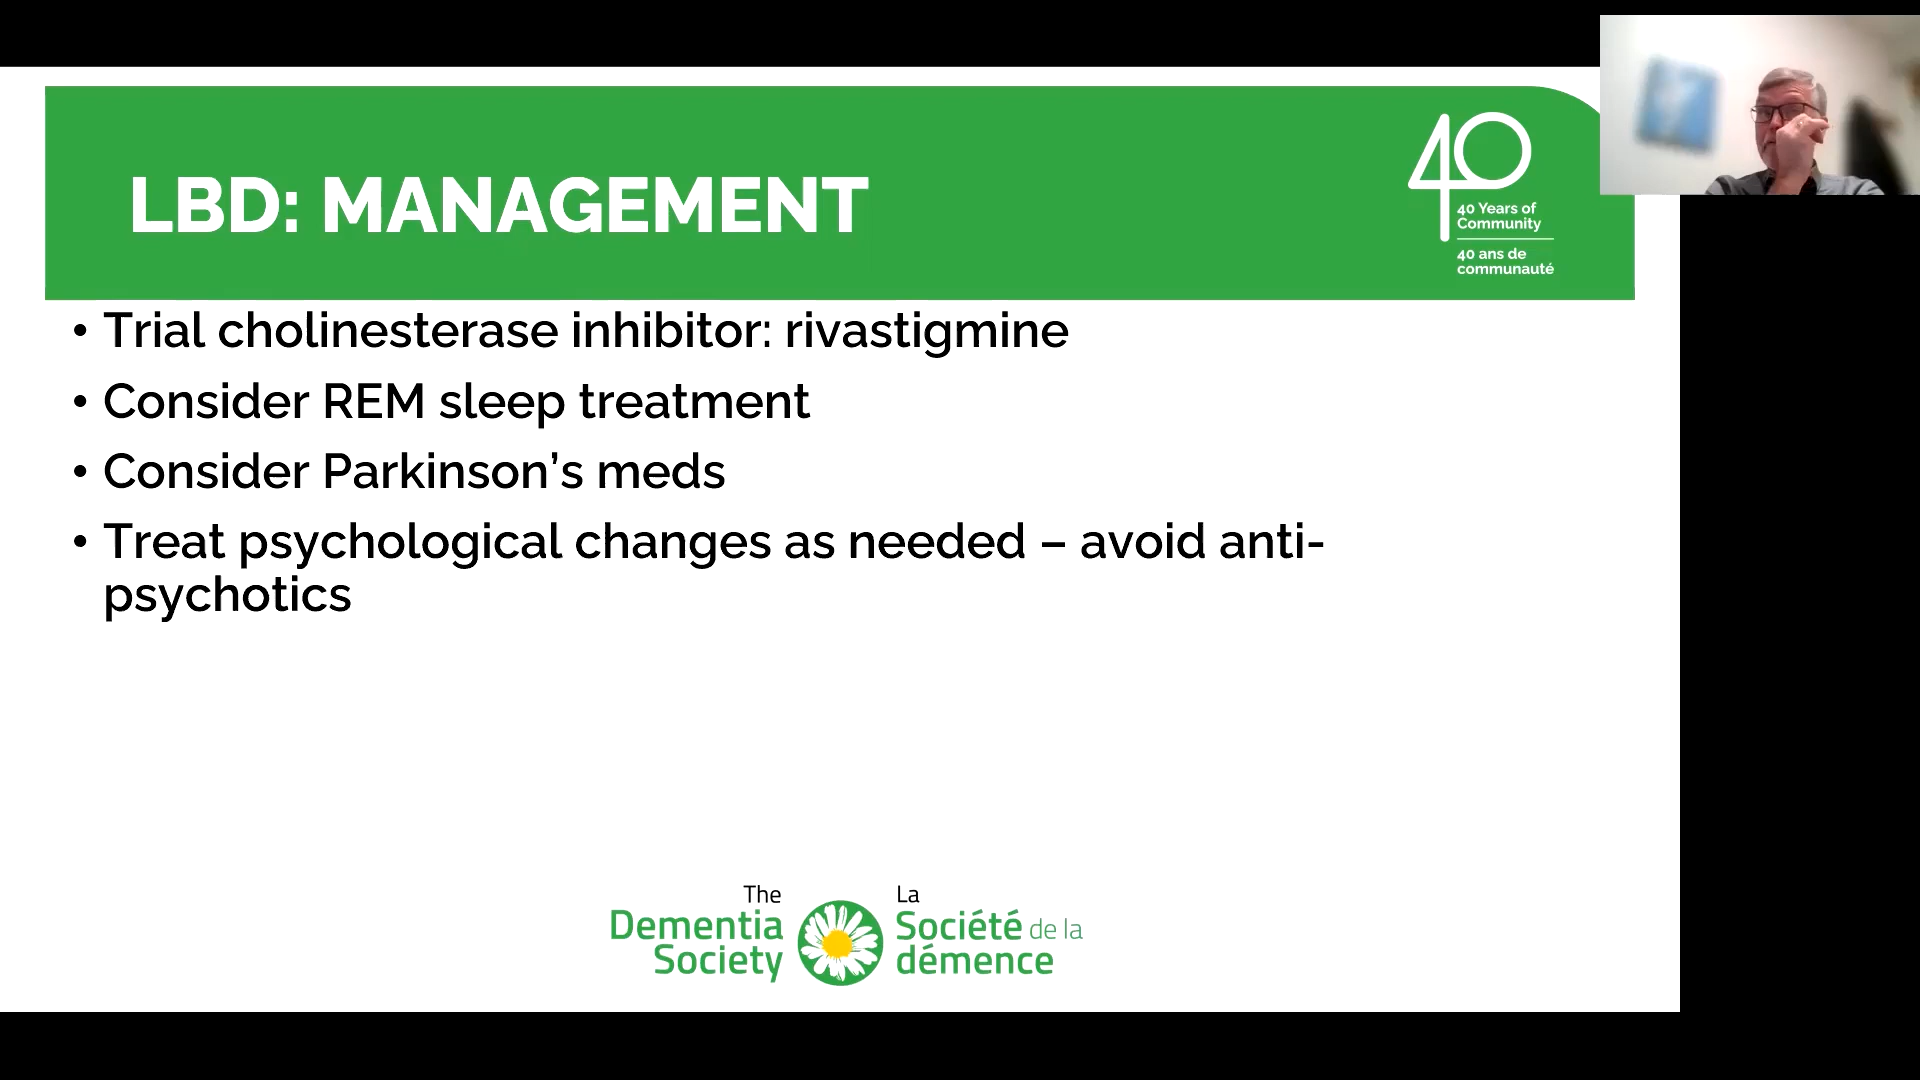 LBD: MANAGEMENT
40
40 Years of
Community
40 ans de
communauté
• Trial cholinesterase inhibitor: rivastigmine
• Consider REM sleep treatment
• Consider Parkinson’s meds
• Treat psychological changes as needed – avoid anti-
psychotics
The
Dementia
Society
La
Société de la
démence